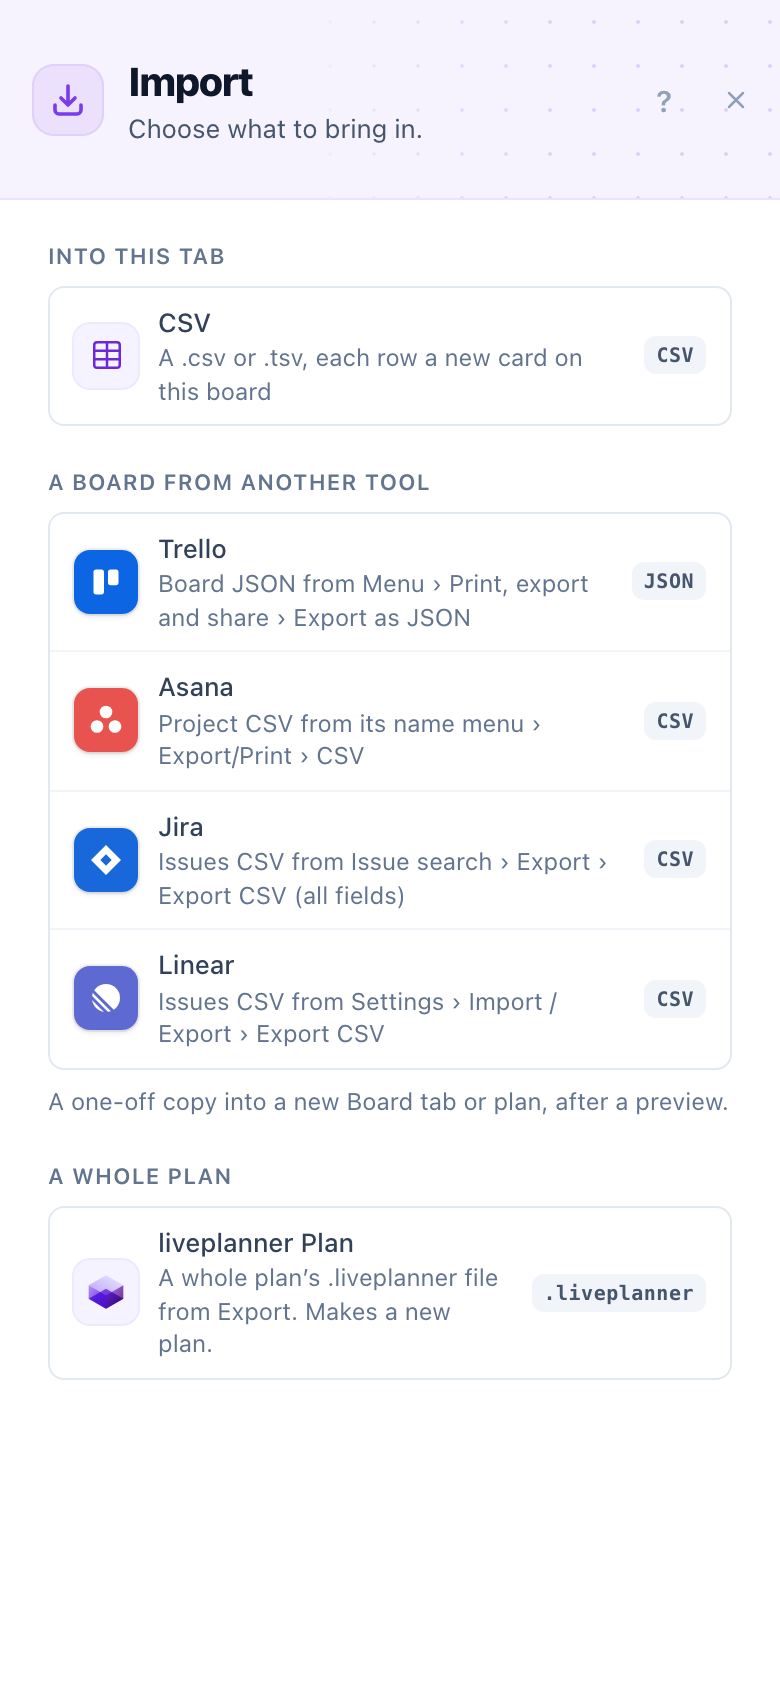 Import
Choose what to bring in.
?
INTO THIS TAB
CSV
A .csv or .tsv, each row a new card on
this board
CSV
A BOARD FROM ANOTHER TOOL
Trello
Board JSON from Menu › Print, export
and share › Export as JSON
JSON
Asana
Project CSV from its name menu ›
Export/Print › CSV
CSV
Jira
Issues CSV from Issue search › Export ›
Export CSV (all fields)
CSV
Linear
Issues CSV from Settings › Import /
Export › Export CSV
CSV
A one-off copy into a new Board tab or plan, after a preview.
A WHOLE PLAN
liveplanner Plan
A whole plan’s .liveplanner file
from Export. Makes a new
plan.
.liveplanner